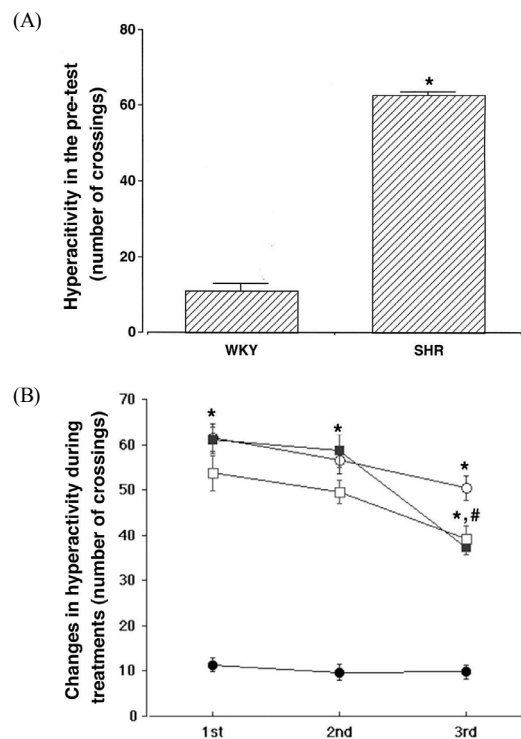 (A)
Hyperacitivity in the pre-test
(number of crossings)
80
60
40
20
0
*
WKY
SHR
(B)
Changes in hyperactivity during
treatments (number of crossings)
70
60
50
40
30
20
10
0
*
*
*
*,#
1st
2nd
3rd